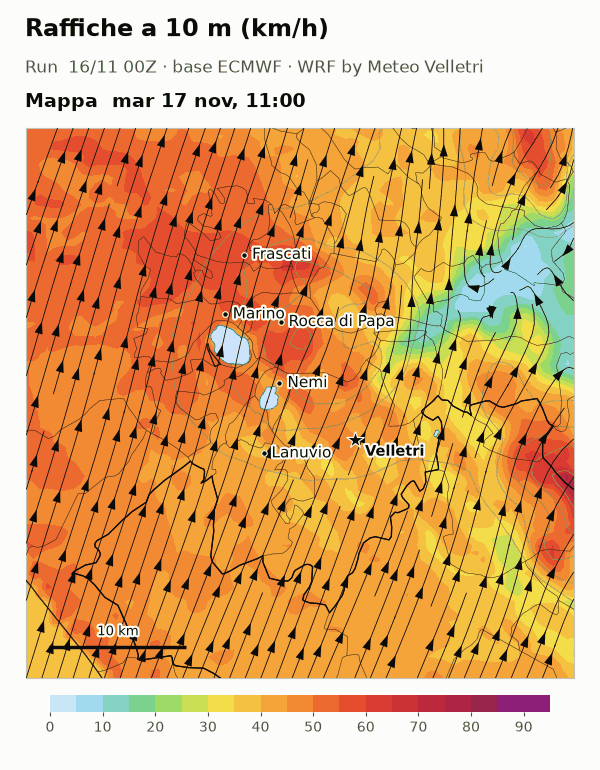 Raffiche a 10 m (km/h)
Run  16/11 00Z · base ECMWF · WRF by Meteo Velletri
Mappa  mar 17 nov, 11:00
Frascati
Marino
Rocca di Papa
Nemi
Velletri
Lanuvio
10 km
0 10 20 30 40 50 60 70 80 90